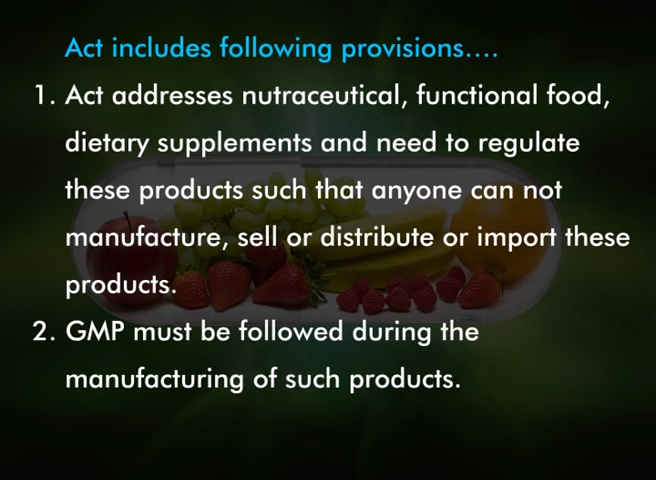 Act includes following provisions....
1. Act addresses nutraceutical, functional food,
dietary supplements and need to regulate
these products such that anyone can not
manufacture, sell or distribute or import these
products.
2. GMP must be followed during the
manufacturing of such products.